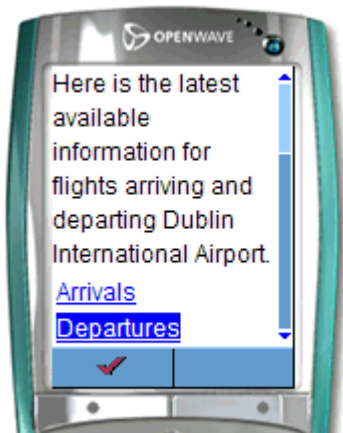 OPENWAVE
Here is the latest
available
information for
flights arriving and
departing Dublin
International Airport.
Arrivals
Departures